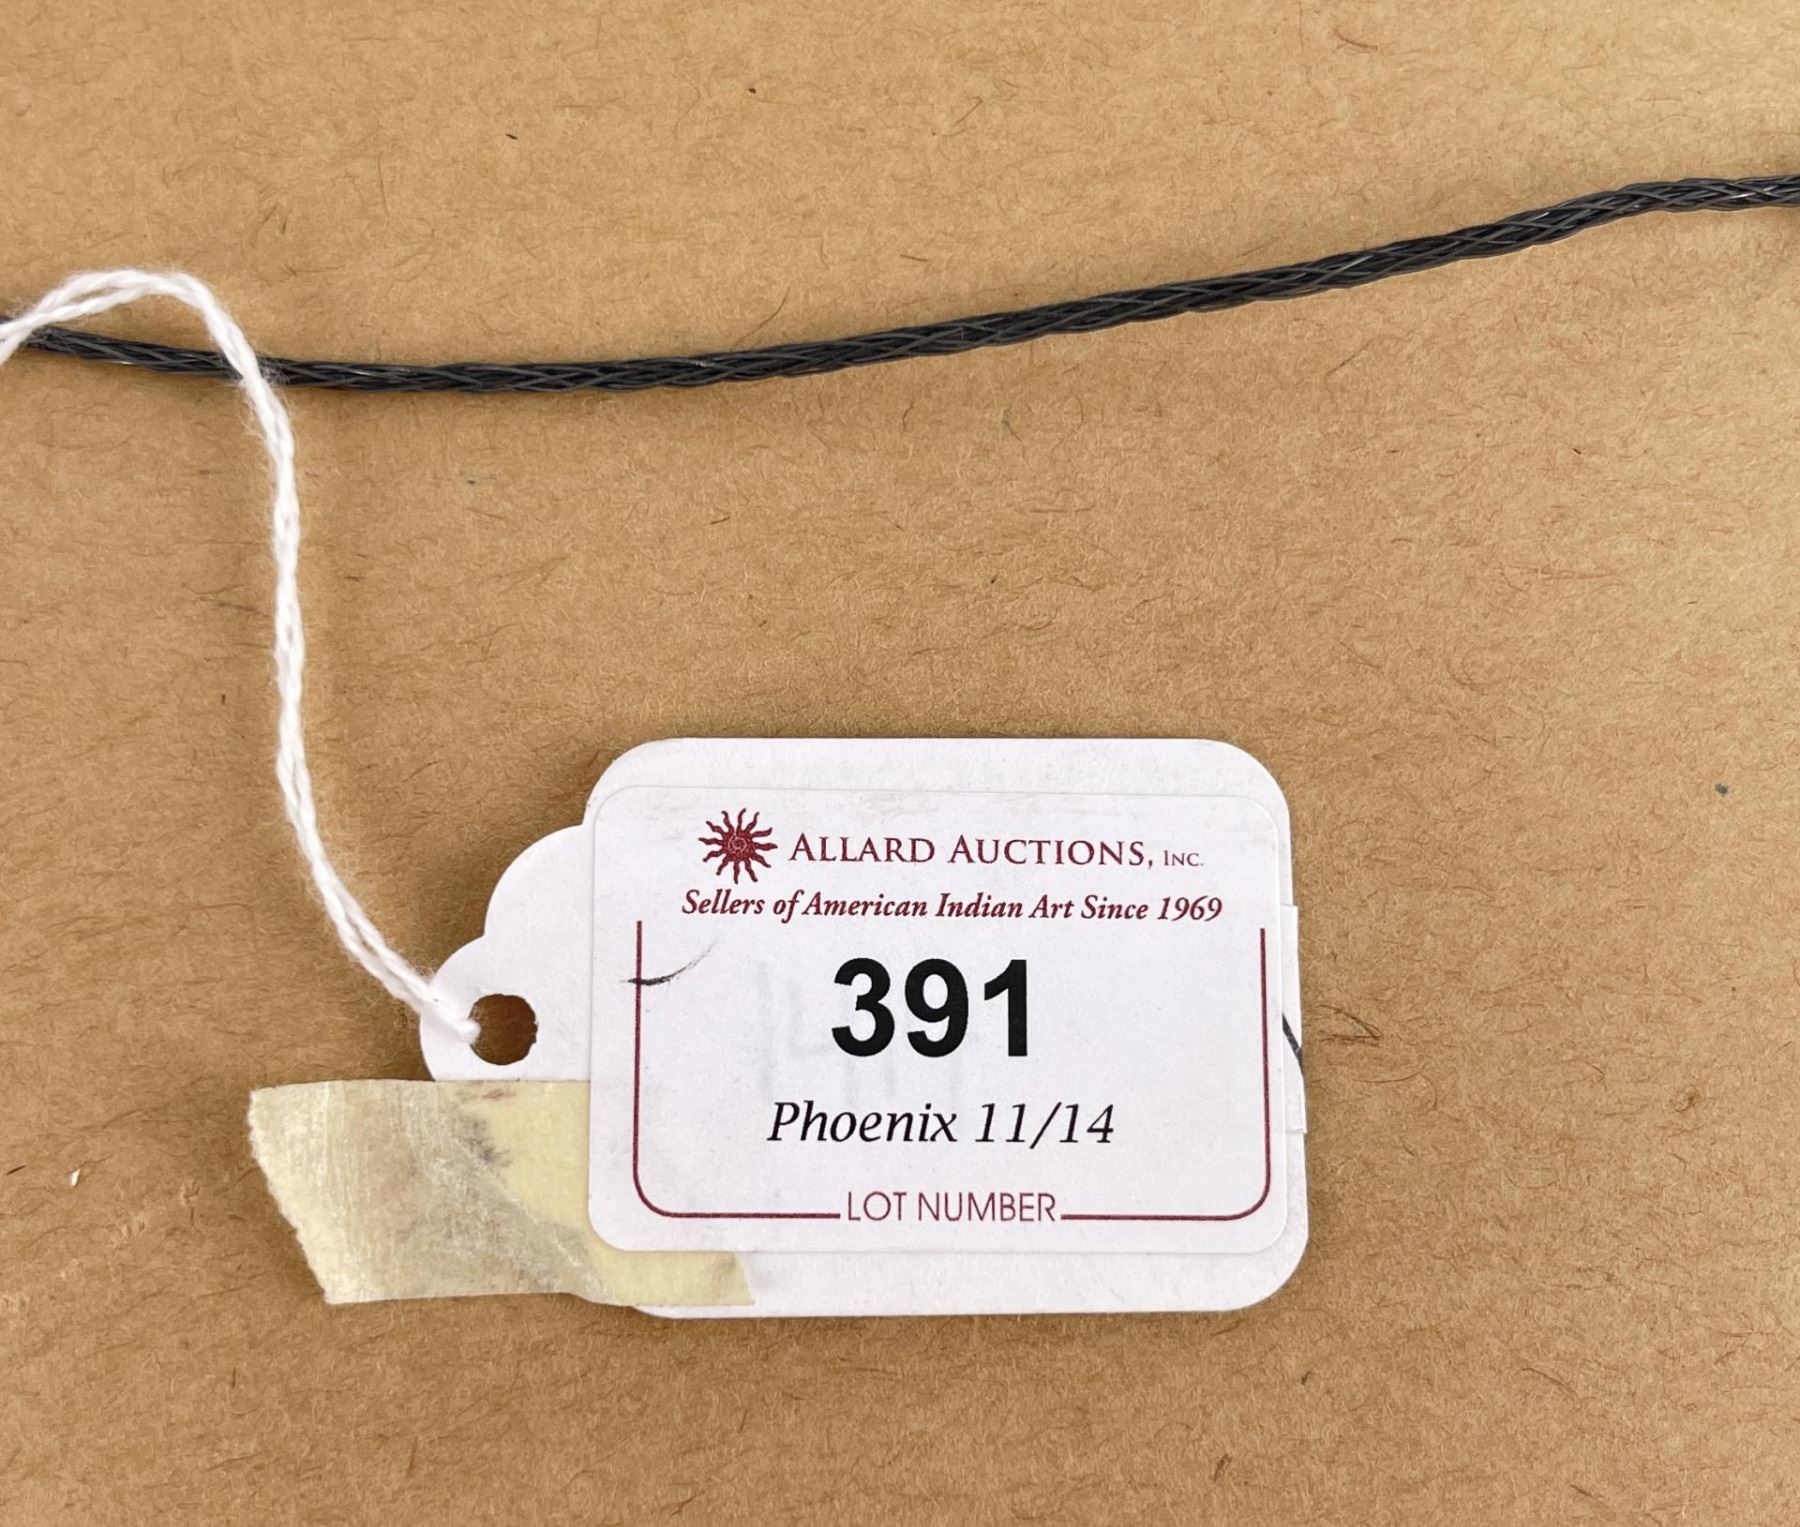 ALLARD AUCTIONS, INC.
Sellers of American Indian Art Since 1969
391
Phoenix 11/14
LOT NUMBER